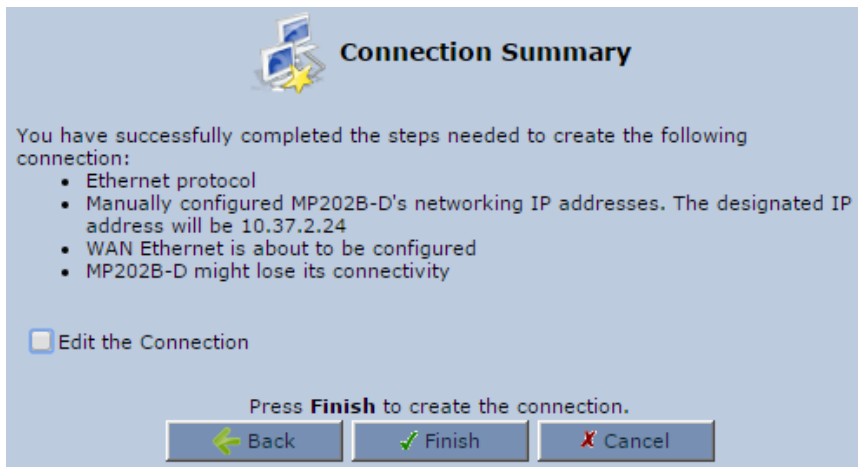 Connection Summary
You have successfully completed the steps needed to create the following
connection:
• Ethernet protocol
• Manually configured MP202B-D's networking IP addresses. The designated IP
address will be 10.37.2.24
• WAN Ethernet is about to be configured
• MP202B-D might lose its connectivity
Edit the Connection
Press Finish to create the connection.
Back Finish Cancel